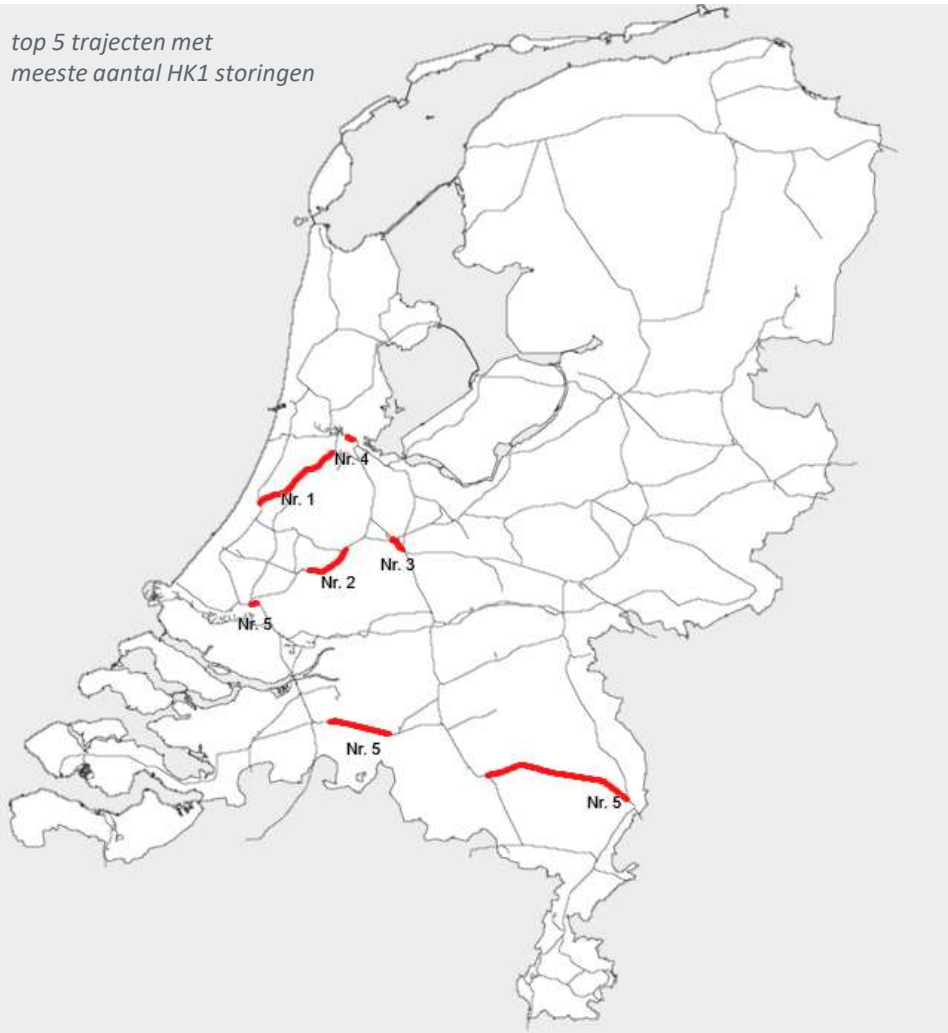 top 5 trajecten met
meeste aantal HK1 storingen
Nr. 4
Nr. 1
Nr. 3
Nr. 2
Nr. 5
Nr. 5
Nr. 5